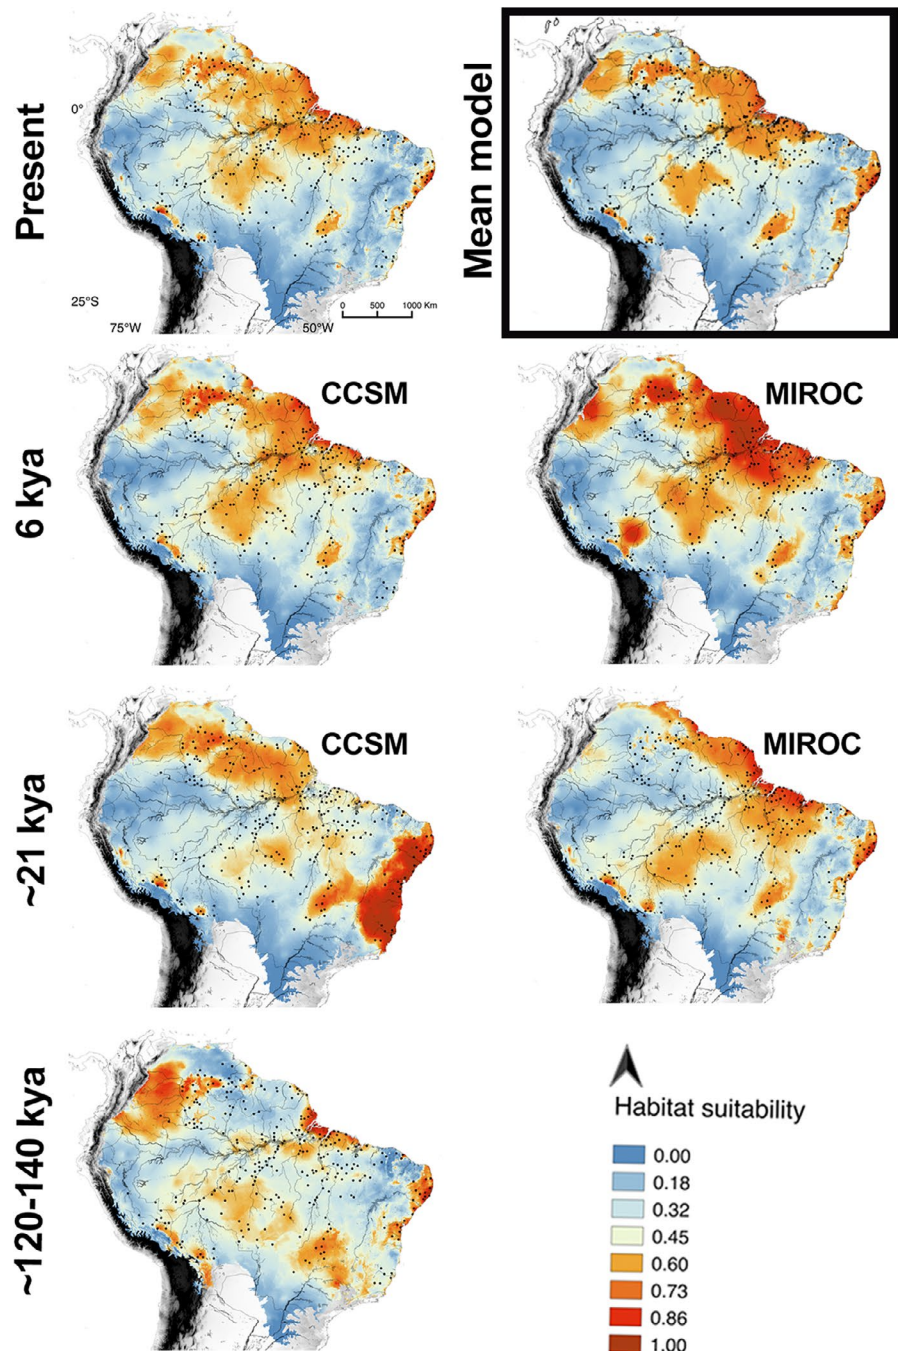 Present
0°
25°S
75°W
50°W
0 500 1000 Km
Mean model
6 kya
CCSM
MIROC
~21 kya
CCSM
MIROC
~120-140 kya
Habitat suitability
0.00
0.18
0.32
0.45
0.60
0.73
0.86
1.00